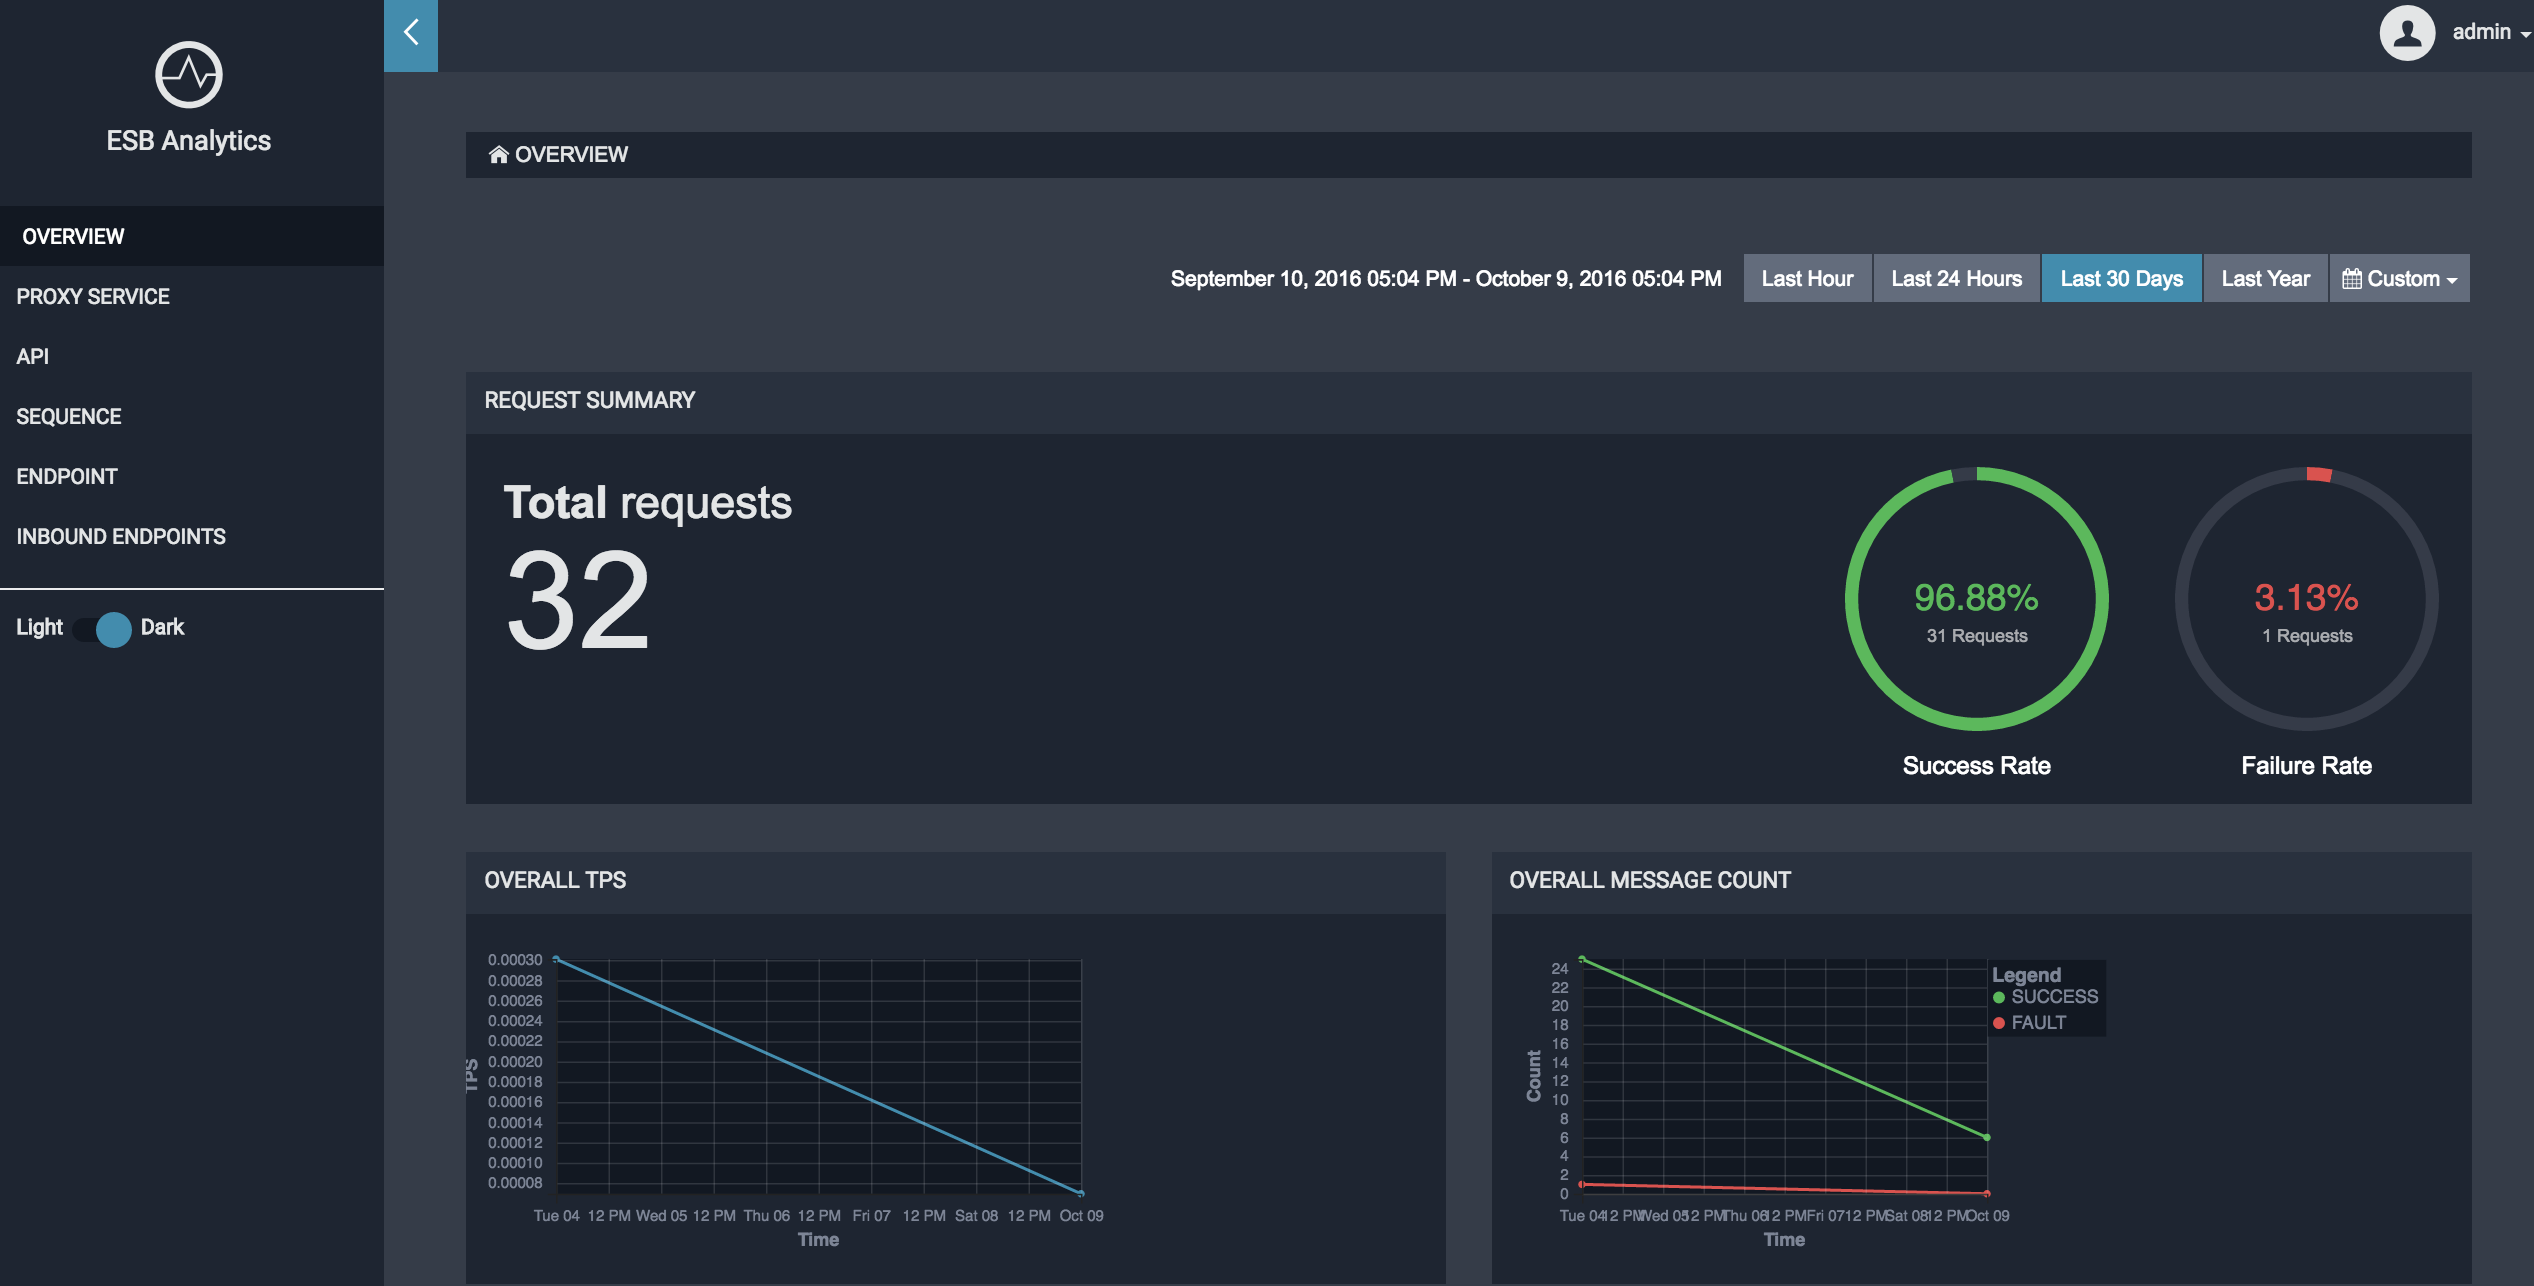 admin
ESB Analytics
OVERVIEW
PROXY SERVICE
API
SEQUENCE
ENDPOINT
INBOUND ENDPOINTS
Light Dark
OVERVIEW
September 10, 2016 05:04 PM - October 9, 2016 05:04 PM Last Hour Last 24 Hours Last 30 Days Last Year Custom
REQUEST SUMMARY
Total requests
32
96.88%
31 Requests
Success Rate
3.13%
1 Requests
Failure Rate
OVERALL TPS
0.00030
0.00028
0.00026
0.00024
0.00022
0.00020
0.00018
0.00016
0.00014
0.00012
0.00010
0.00008
TPS
Tue 04 12 PM Wed 05 12 PM Thu 06 12 PM Fri 07 12 PM Sat 08 12 PM Oct 09
Time
OVERALL MESSAGE COUNT
24
22
20
18
16
14
12
10
8
6
4
2
0
Count
Legend
SUCCESS
FAULT
Tue 04 12 PM Wed 05 12 PM Thu 06 12 PM Fri 07 12 PM Sat 08 12 PM Oct 09
Time